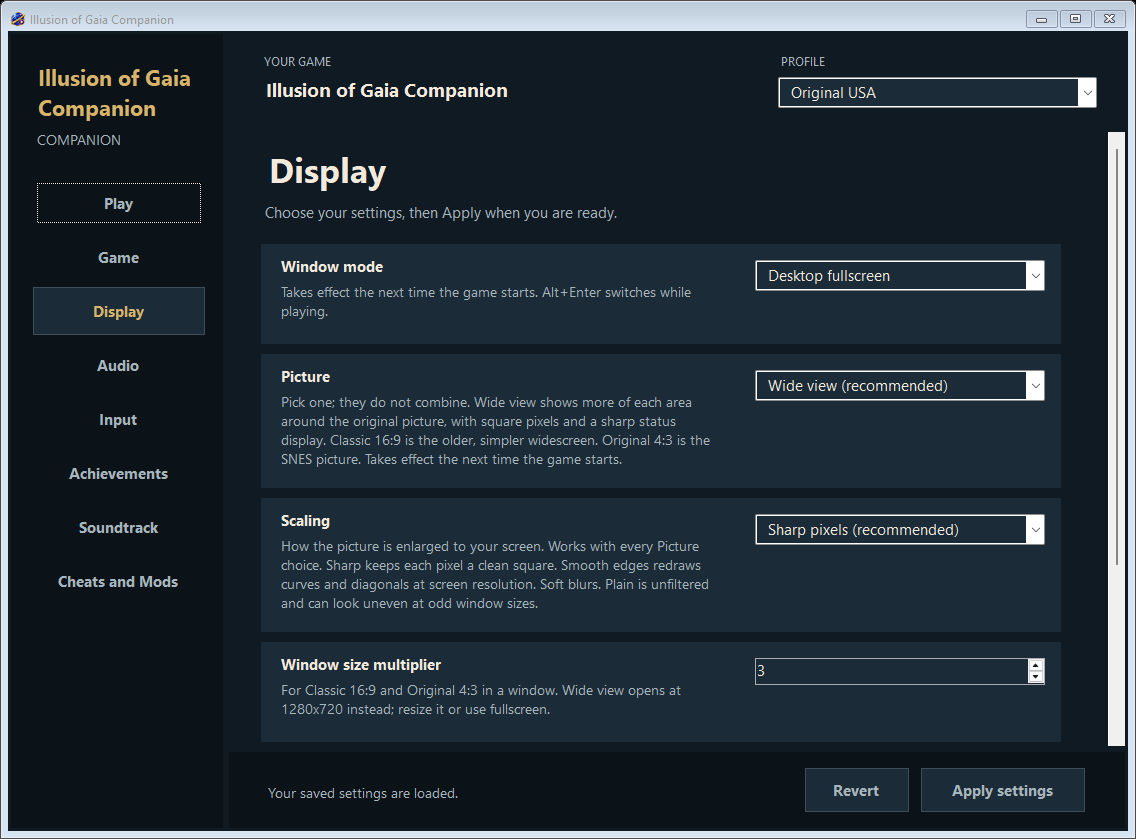 Illusion of Gaia Companion
Illusion of Gaia
Companion
COMPANION
Play
Game
Display
Audio
Input
Achievements
Soundtrack
Cheats and Mods
YOUR GAME
Illusion of Gaia Companion
PROFILE
Original USA
Display
Choose your settings, then Apply when you are ready.
Window mode
Takes effect the next time the game starts. Alt+Enter switches while
playing.
Desktop fullscreen
Picture
Pick one; they do not combine. Wide view shows more of each area
around the original picture, with square pixels and a sharp status
display. Classic 16:9 is the older, simpler widescreen. Original 4:3 is the
SNES picture. Takes effect the next time the game starts.
Wide view (recommended)
Scaling
How the picture is enlarged to your screen. Works with every Picture
choice. Sharp keeps each pixel a clean square. Smooth edges redraws
curves and diagonals at screen resolution. Soft blurs. Plain is unfiltered
and can look uneven at odd window sizes.
Sharp pixels (recommended)
Window size multiplier
For Classic 16:9 and Original 4:3 in a window. Wide view opens at
1280x720 instead; resize it or use fullscreen.
3
Your saved settings are loaded.
Revert
Apply settings